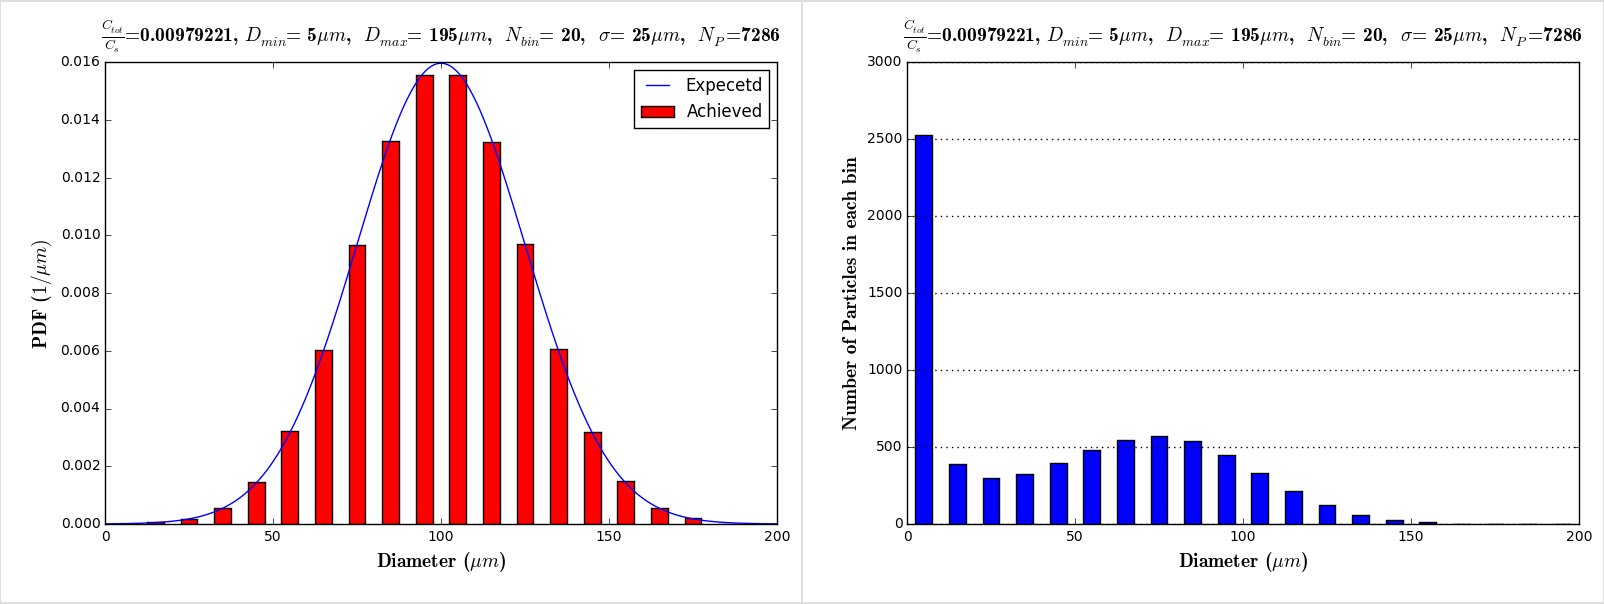 C_tot/C_s=0.00979221, D_min= 5μm, D_max= 195μm, N_bin= 20, σ= 25μm, N_P=7286
0.016
0.014
0.012
0.010
0.008
0.006
0.004
0.002
0.000
PDF (1/μm)
Expecetd
Achieved
0 50 100 150 200
Diameter (μm)
C_tot/C_s=0.00979221, D_min= 5μm, D_max= 195μm, N_bin= 20, σ= 25μm, N_P=7286
3000
2500
2000
1500
1000
500
0
Number of Particles in each bin
0 50 100 150 200
Diameter (μm)